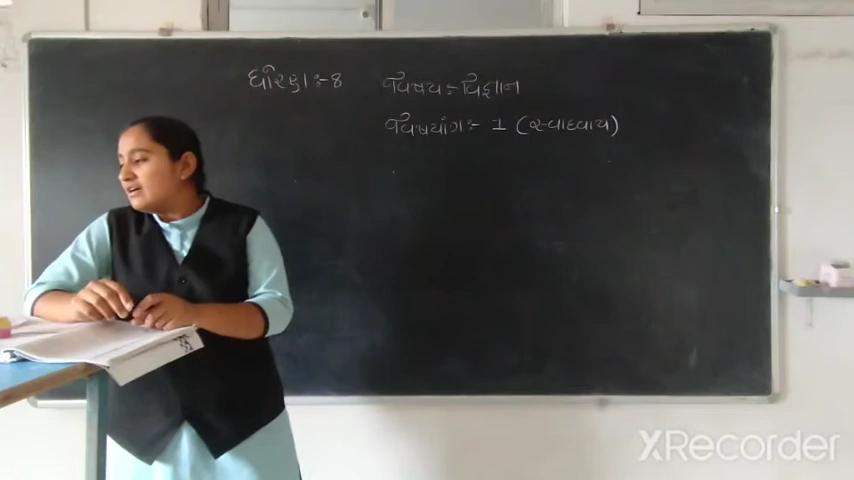 ધોરણ :- 8 વિષય :- વિજ્ઞાન
વિષયાંગ :- 1 (સ્વાધ્યાય)
XRecorder